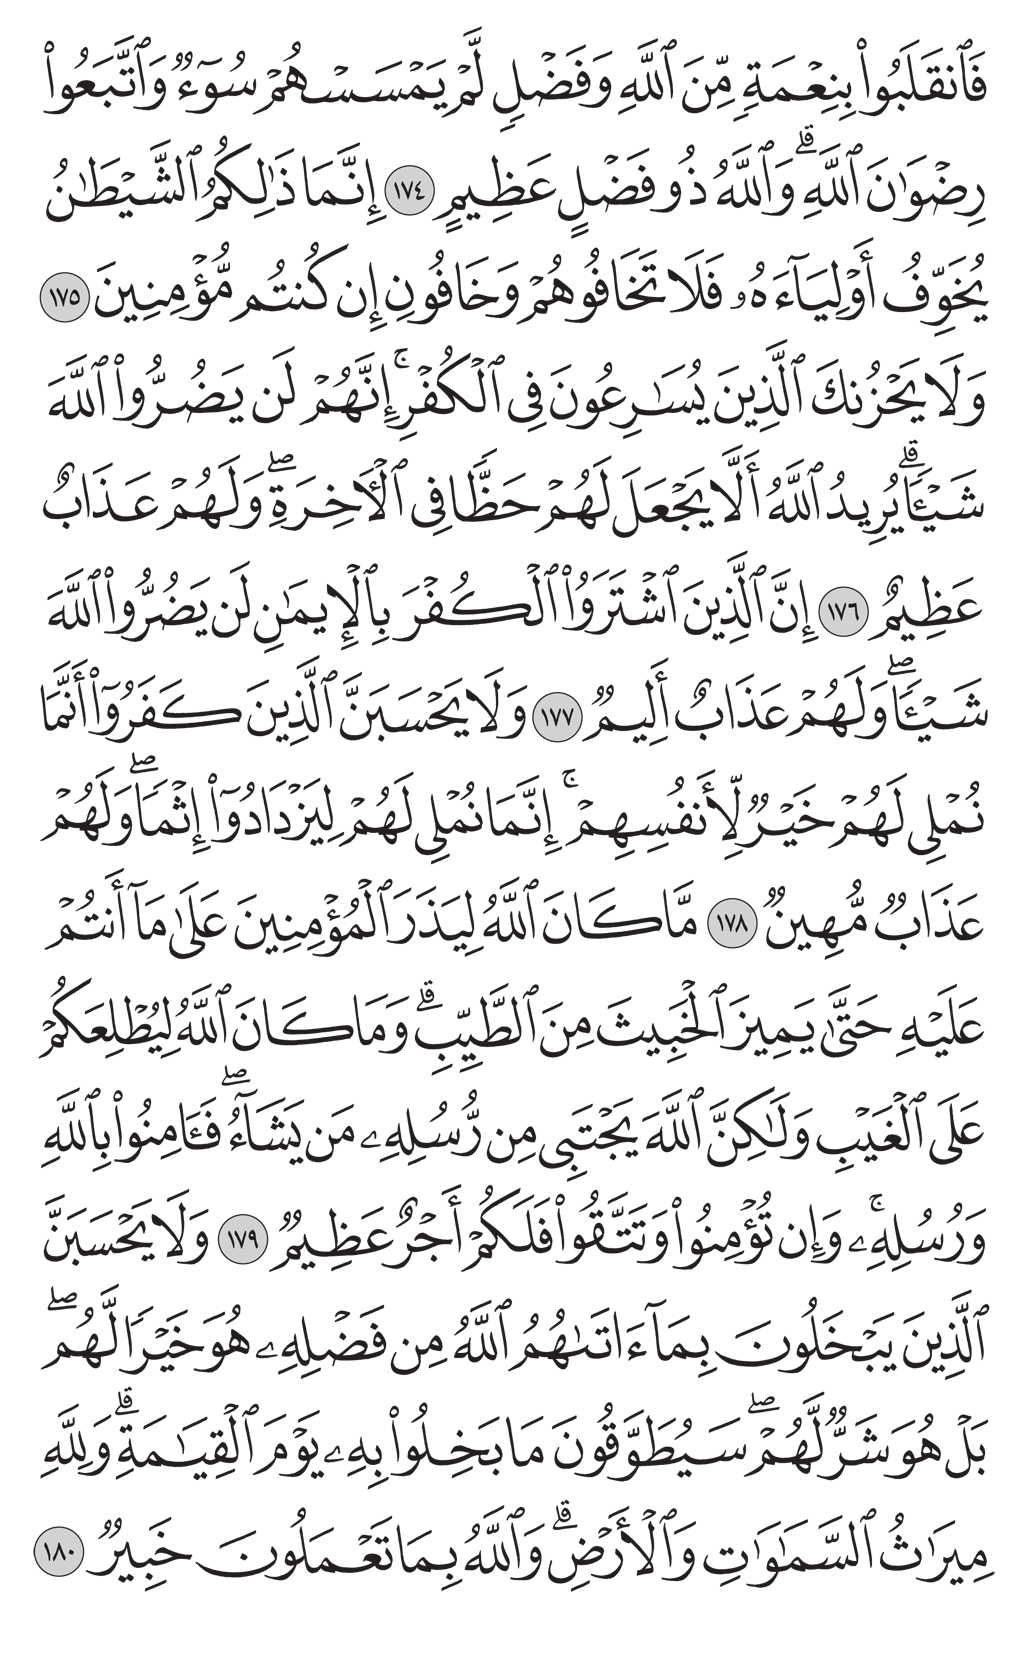 فَٱنقَلَبُوا۟ بِنِعْمَةٍ مِّنَ ٱللَّهِ وَفَضْلٍ لَّمْ يَمْسَسْهُمْ سُوٓءٌ وَٱتَّبَعُوا۟
رِضْوَٰنَ ٱللَّهِ ۗ وَٱللَّهُ ذُو فَضْلٍ عَظِيمٍ ١٧٤ إِنَّمَا ذَٰلِكُمُ ٱلشَّيْطَٰنُ
يُخَوِّفُ أَوْلِيَآءَهُۥ فَلَا تَخَافُوهُمْ وَخَافُونِ إِن كُنتُم مُّؤْمِنِينَ ١٧٥
وَلَا يَحْزُنكَ ٱلَّذِينَ يُسَٰرِعُونَ فِى ٱلْكُفْرِ ۚ إِنَّهُمْ لَن يَضُرُّوا۟ ٱللَّهَ
شَيْـًٔا ۗ يُرِيدُ ٱللَّهُ أَلَّا يَجْعَلَ لَهُمْ حَظًّا فِى ٱلْـَٔاخِرَةِ ۖ وَلَهُمْ عَذَابٌ
عَظِيمٌ ١٧٦ إِنَّ ٱلَّذِينَ ٱشْتَرَوُا۟ ٱلْكُفْرَ بِٱلْإِيمَٰنِ لَن يَضُرُّوا۟ ٱللَّهَ
شَيْـًٔا ۖ وَلَهُمْ عَذَابٌ أَلِيمٌ ١٧٧ وَلَا يَحْسَبَنَّ ٱلَّذِينَ كَفَرُوٓا۟ أَنَّمَا
نُمْلِى لَهُمْ خَيْرٌ لِّأَنفُسِهِمْ ۚ إِنَّمَا نُمْلِى لَهُمْ لِيَزْدَادُوٓا۟ إِثْمًا ۖ وَلَهُمْ
عَذَابٌ مُّهِينٌ ١٧٨ مَّا كَانَ ٱللَّهُ لِيَذَرَ ٱلْمُؤْمِنِينَ عَلَىٰ مَآ أَنتُمْ
عَلَيْهِ حَتَّىٰ يَمِيزَ ٱلْخَبِيثَ مِنَ ٱلطَّيِّبِ ۗ وَمَا كَانَ ٱللَّهُ لِيُطْلِعَكُمْ
عَلَى ٱلْغَيْبِ وَلَٰكِنَّ ٱللَّهَ يَجْتَبِى مِن رُّسُلِهِۦ مَن يَشَآءُ ۖ فَـَٔامِنُوا۟ بِٱللَّهِ
وَرُسُلِهِۦ ۚ وَإِن تُؤْمِنُوا۟ وَتَتَّقُوا۟ فَلَكُمْ أَجْرٌ عَظِيمٌ ١٧٩ وَلَا يَحْسَبَنَّ
ٱلَّذِينَ يَبْخَلُونَ بِمَآ ءَاتَىٰهُمُ ٱللَّهُ مِن فَضْلِهِۦ هُوَ خَيْرًا لَّهُم ۖ
بَلْ هُوَ شَرٌّ لَّهُمْ ۖ سَيُطَوَّقُونَ مَا بَخِلُوا۟ بِهِۦ يَوْمَ ٱلْقِيَٰمَةِ ۗ وَلِلَّهِ
مِيرَٰثُ ٱلسَّمَٰوَٰتِ وَٱلْأَرْضِ ۗ وَٱللَّهُ بِمَا تَعْمَلُونَ خَبِيرٌ ١٨٠